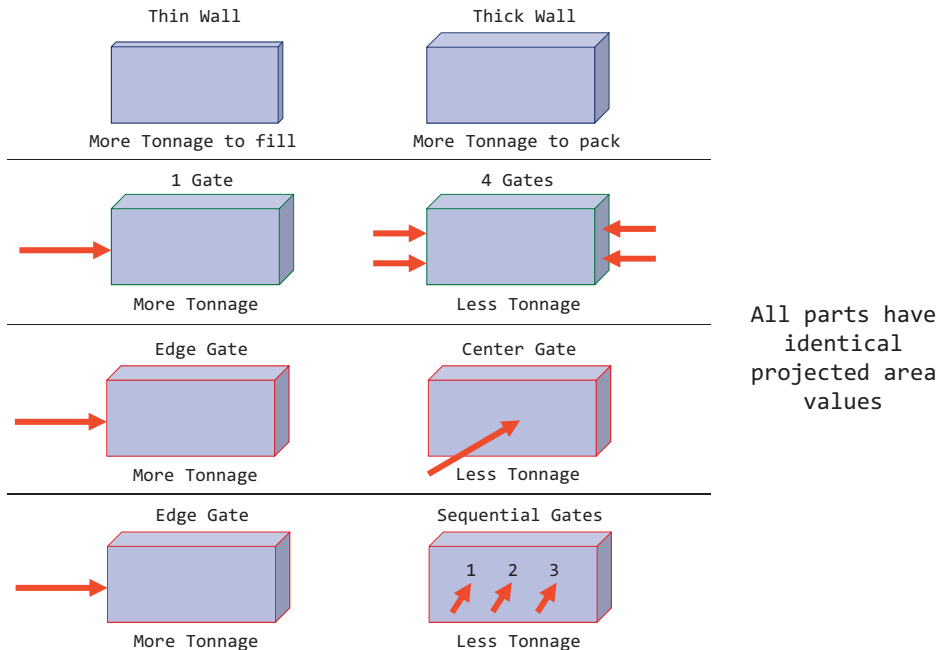 Thin Wall
Thick Wall
More Tonnage to fill
More Tonnage to pack
1 Gate
4 Gates
More Tonnage
Less Tonnage
Edge Gate
Center Gate
More Tonnage
Less Tonnage
Edge Gate
Sequential Gates
1 2 3
More Tonnage
Less Tonnage
All parts have
identical
projected area
values